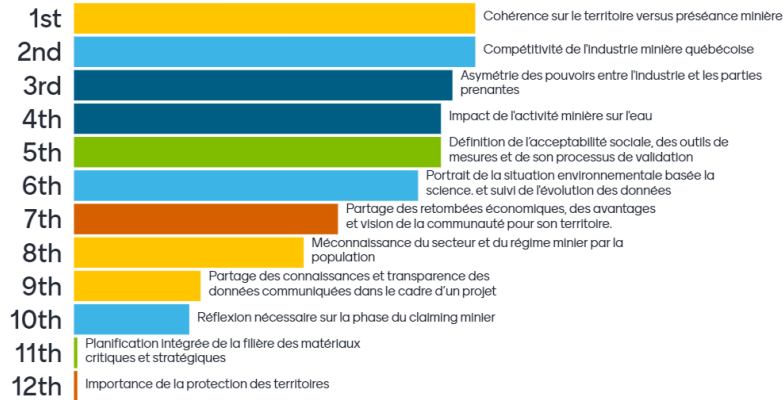 1st
Cohérence sur le territoire versus préséance minière
2nd
Compétitivité de l'industrie minière québécoise
3rd
Asymétrie des pouvoirs entre l'industrie et les parties
prenantes
4th
Impact de l'activité minière sur l'eau
5th
Définition de l'acceptabilité sociale, des outils de
mesures et de son processus de validation
6th
Portrait de la situation environnementale basée la
science. et suivi de l'évolution des données
7th
Partage des retombées économiques, des avantages
et vision de la communauté pour son territoire.
8th
Méconnaissance du secteur et du régime minier par la
population
9th
Partage des connaissances et transparence des
données communiquées dans le cadre d'un projet
10th
Réflexion nécessaire sur la phase du claiming minier
11th
Planification intégrée de la filière des matériaux
critiques et stratégiques
12th
Importance de la protection des territoires